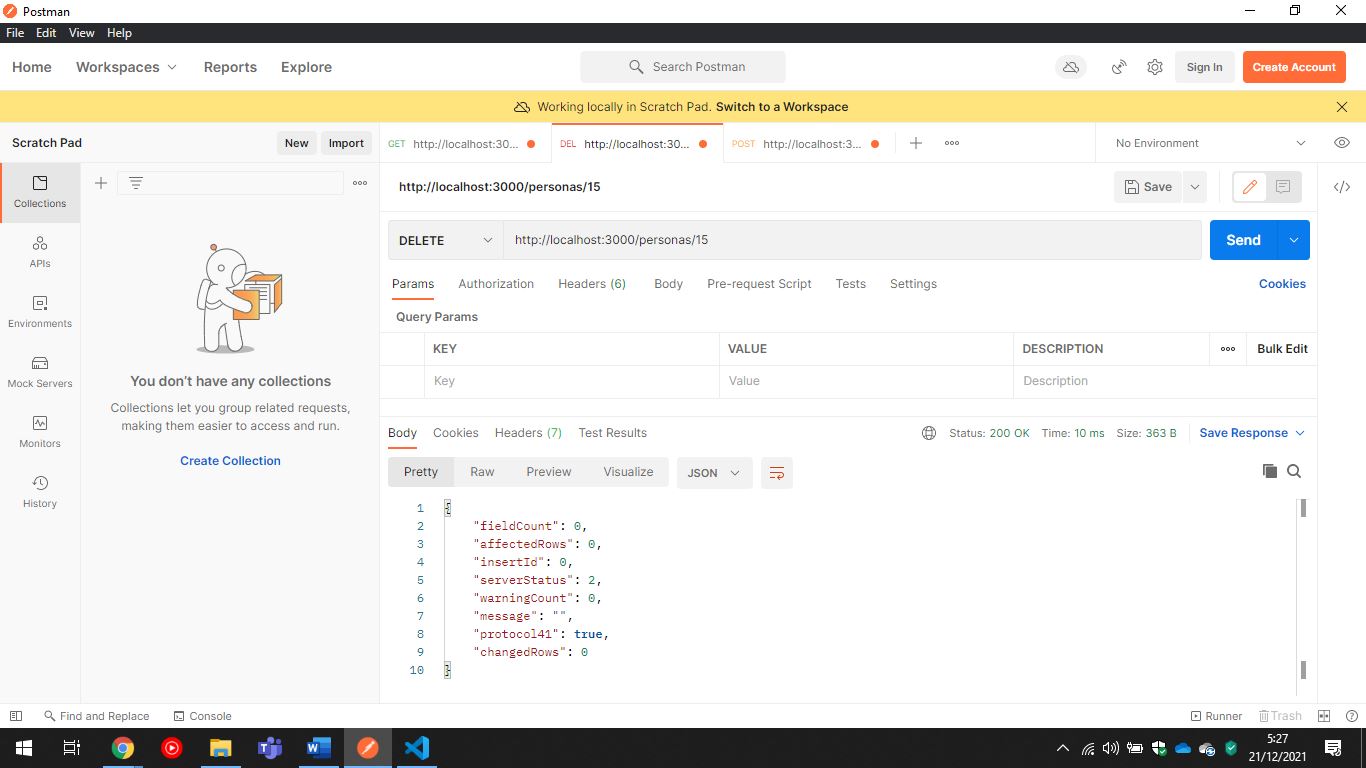 Postman
File Edit View Help
Home Workspaces Reports Explore Search Postman Sign In Create Account
Working locally in Scratch Pad. Switch to a Workspace
Scratch Pad New Import GET http://localhost:30... DEL http://localhost:30... POST http://localhost:3... No Environment
http://localhost:3000/personas/15 Save
Collections
DELETE http://localhost:3000/personas/15 Send
APIs
Params Authorization Headers (6) Body Pre-request Script Tests Settings Cookies
Environments
Query Params
KEY VALUE DESCRIPTION Bulk Edit
Key Value Description
Mock Servers
You don't have any collections
Collections let you group related requests,
making them easier to access and run.
Create Collection
Monitors
History
Body Cookies Headers (7) Test Results Status: 200 OK Time: 10 ms Size: 363 B Save Response
Pretty Raw Preview Visualize JSON
1 {
2 "fieldCount": 0,
3 "affectedRows": 0,
4 "insertId": 0,
5 "serverStatus": 2,
6 "warningCount": 0,
7 "message": "",
8 "protocol41": true,
9 "changedRows": 0
10 }
Find and Replace Console Runner Trash
5:27
21/12/2021